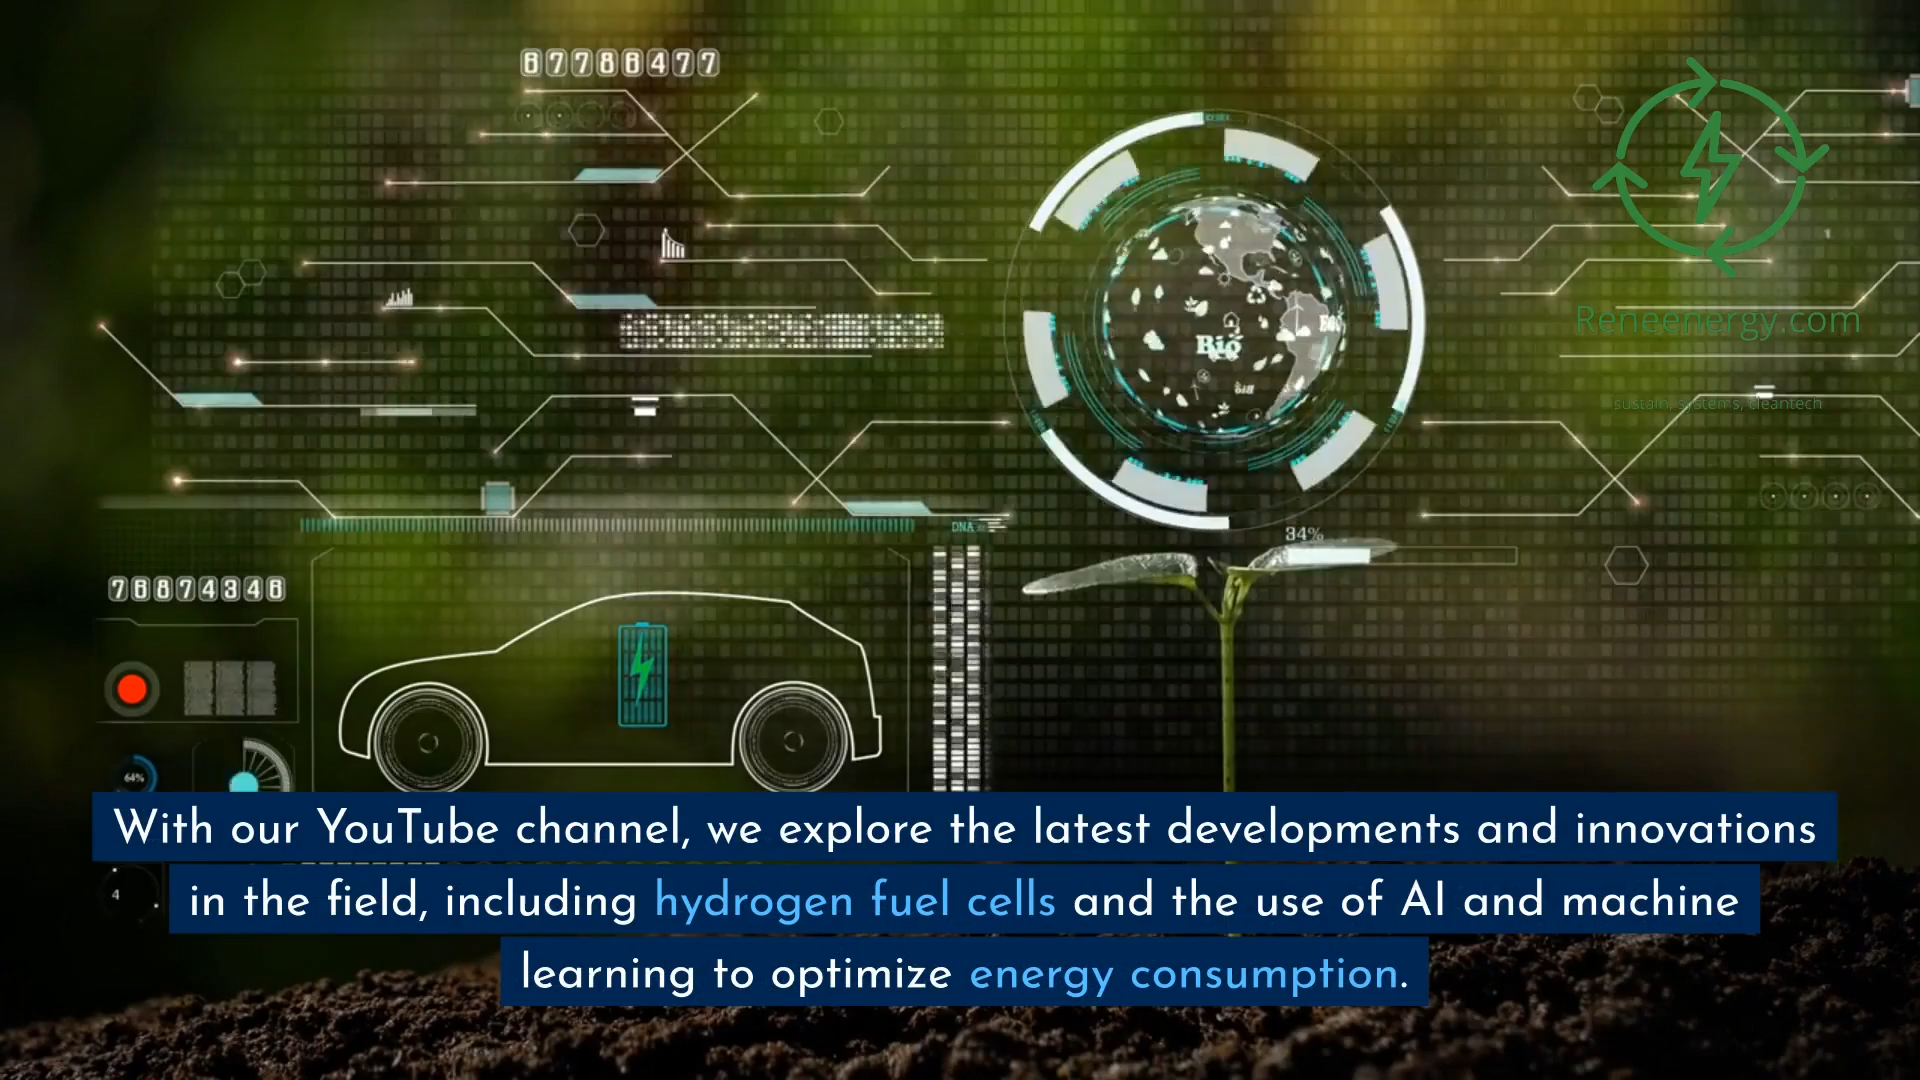 67786477
Reneenergy.com
sustain, systems, cleantech
Bio
DNA
34%
76874346
64%
4
With our YouTube channel, we explore the latest developments and innovations
in the field, including hydrogen fuel cells and the use of AI and machine
learning to optimize energy consumption.